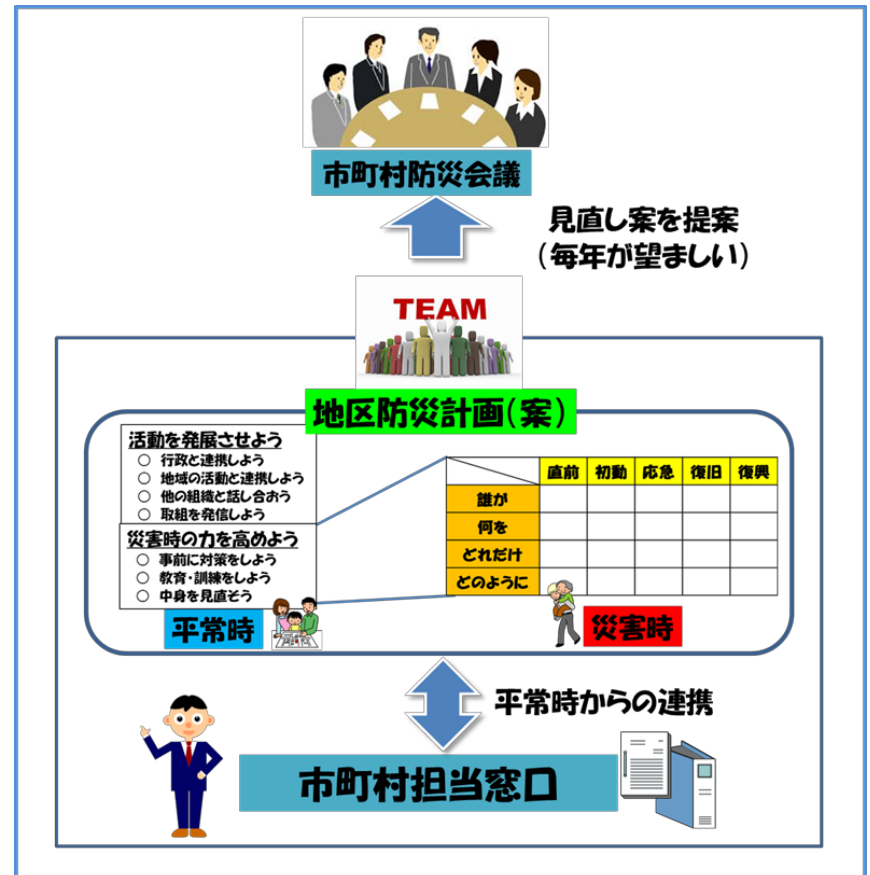 市町村防災会議
見直し案を提案
（毎年が望ましい）
TEAM
地区防災計画（案）
活動を発展させよう
○ 行政と連携しよう
○ 地域の活動と連携しよう
○ 他の組織と話し合おう
○ 取組を発信しよう
災害時の力を高めよう
○ 事前に対策をしよう
○ 教育・訓練をしよう
○ 中身を見直そう
平常時
直前 初動 応急 復旧 復興
誰が
何を
どれだけ
どのように
災害時
平常時からの連携
市町村担当窓口